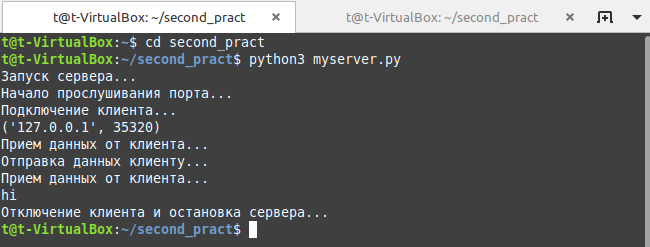 t@t-VirtualBox: ~/second_pract × t@t-VirtualBox: ~/second_pract ×
t@t-VirtualBox:~$ cd second_pract
t@t-VirtualBox:~/second_pract$ python3 myserver.py
Запуск сервера...
Начало прослушивания порта...
Подключение клиента...
('127.0.0.1', 35320)
Прием данных от клиента...
Отправка данных клиенту...
Прием данных от клиента...
hi
Отключение клиента и остановка сервера...
t@t-VirtualBox:~/second_pract$